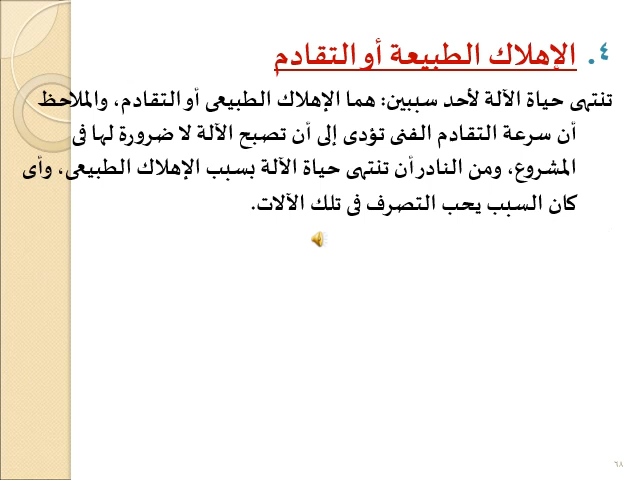 ٤. الإهلاك الطبيعة أو التقادم
تنتهى حياة الآلة لأحد سببين: هما الإهلاك الطبيعى أو التقادم، والملاحظ
أن سرعة التقادم الفنى تؤدى إلى أن تصبح الآلة لا ضرورة لها فى
المشروع، ومن النادر أن تنتهى حياة الآلة بسبب الإهلاك الطبيعى، وأى
كان السبب يحب التصرف فى تلك الآلات.
٦٨